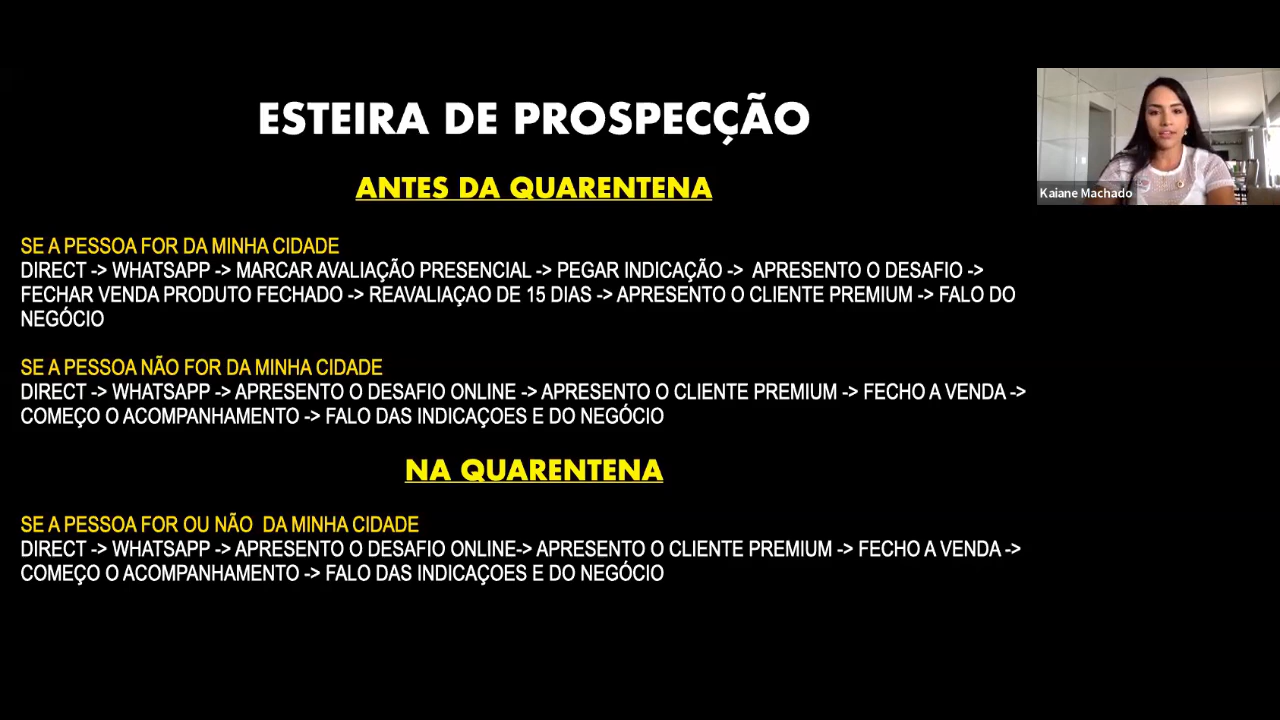 ESTEIRA DE PROSPECÇÃO
ANTES DA QUARENTENA
Kaiane Machado
SE A PESSOA FOR DA MINHA CIDADE
DIRECT -> WHATSAPP -> MARCAR AVALIAÇÃO PRESENCIAL -> PEGAR INDICAÇÃO -> APRESENTO O DESAFIO ->
FECHAR VENDA PRODUTO FECHADO -> REAVALIAÇAO DE 15 DIAS -> APRESENTO O CLIENTE PREMIUM -> FALO DO
NEGÓCIO
SE A PESSOA NÃO FOR DA MINHA CIDADE
DIRECT -> WHATSAPP -> APRESENTO O DESAFIO ONLINE -> APRESENTO O CLIENTE PREMIUM -> FECHO A VENDA ->
COMEÇO O ACOMPANHAMENTO -> FALO DAS INDICAÇOES E DO NEGÓCIO
NA QUARENTENA
SE A PESSOA FOR OU NÃO DA MINHA CIDADE
DIRECT -> WHATSAPP -> APRESENTO O DESAFIO ONLINE-> APRESENTO O CLIENTE PREMIUM -> FECHO A VENDA ->
COMEÇO O ACOMPANHAMENTO -> FALO DAS INDICAÇOES E DO NEGÓCIO